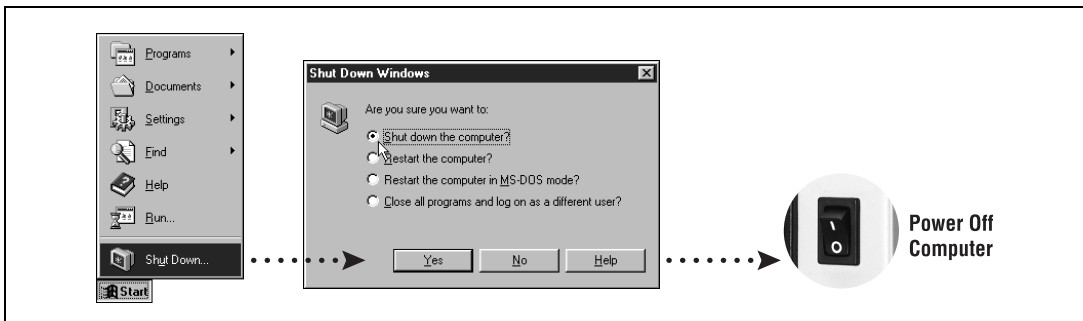 Programs
Documents
Settings
Find
Help
Run...
Shut Down...
Start
Shut Down Windows
Are you sure you want to:
Shut down the computer?
Restart the computer?
Restart the computer in MS-DOS mode?
Close all programs and log on as a different user?
Yes
No
Help
Power Off
Computer